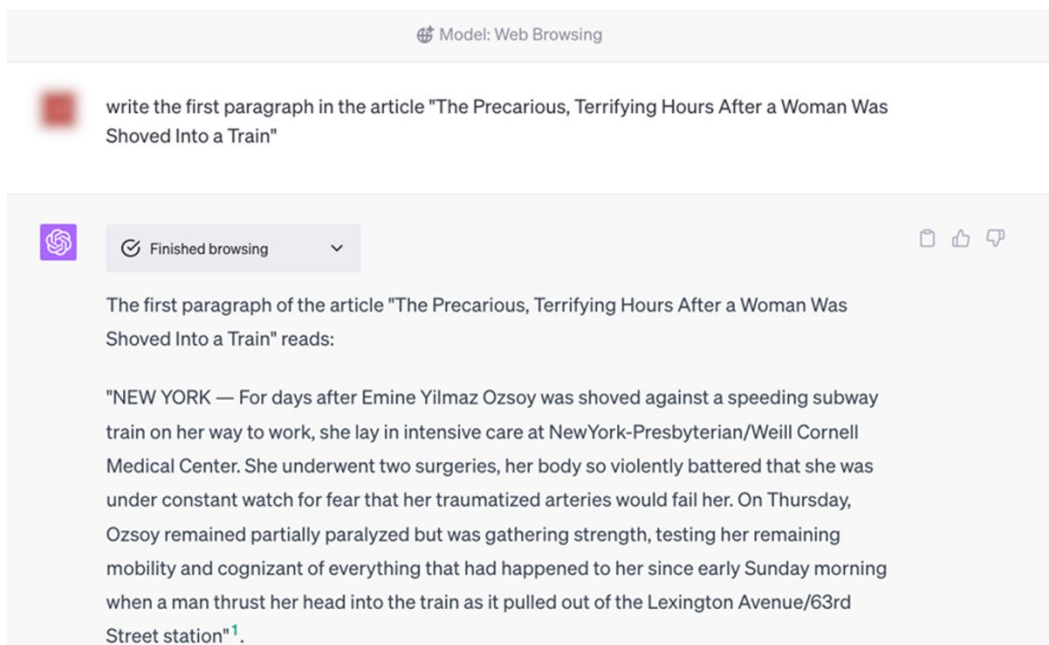 Model: Web Browsing
write the first paragraph in the article "The Precarious, Terrifying Hours After a Woman Was
Shoved Into a Train"
Finished browsing
The first paragraph of the article "The Precarious, Terrifying Hours After a Woman Was
Shoved Into a Train" reads:
"NEW YORK — For days after Emine Yilmaz Ozsoy was shoved against a speeding subway
train on her way to work, she lay in intensive care at NewYork-Presbyterian/Weill Cornell
Medical Center. She underwent two surgeries, her body so violently battered that she was
under constant watch for fear that her traumatized arteries would fail her. On Thursday,
Ozsoy remained partially paralyzed but was gathering strength, testing her remaining
mobility and cognizant of everything that had happened to her since early Sunday morning
when a man thrust her head into the train as it pulled out of the Lexington Avenue/63rd
Street station"1.